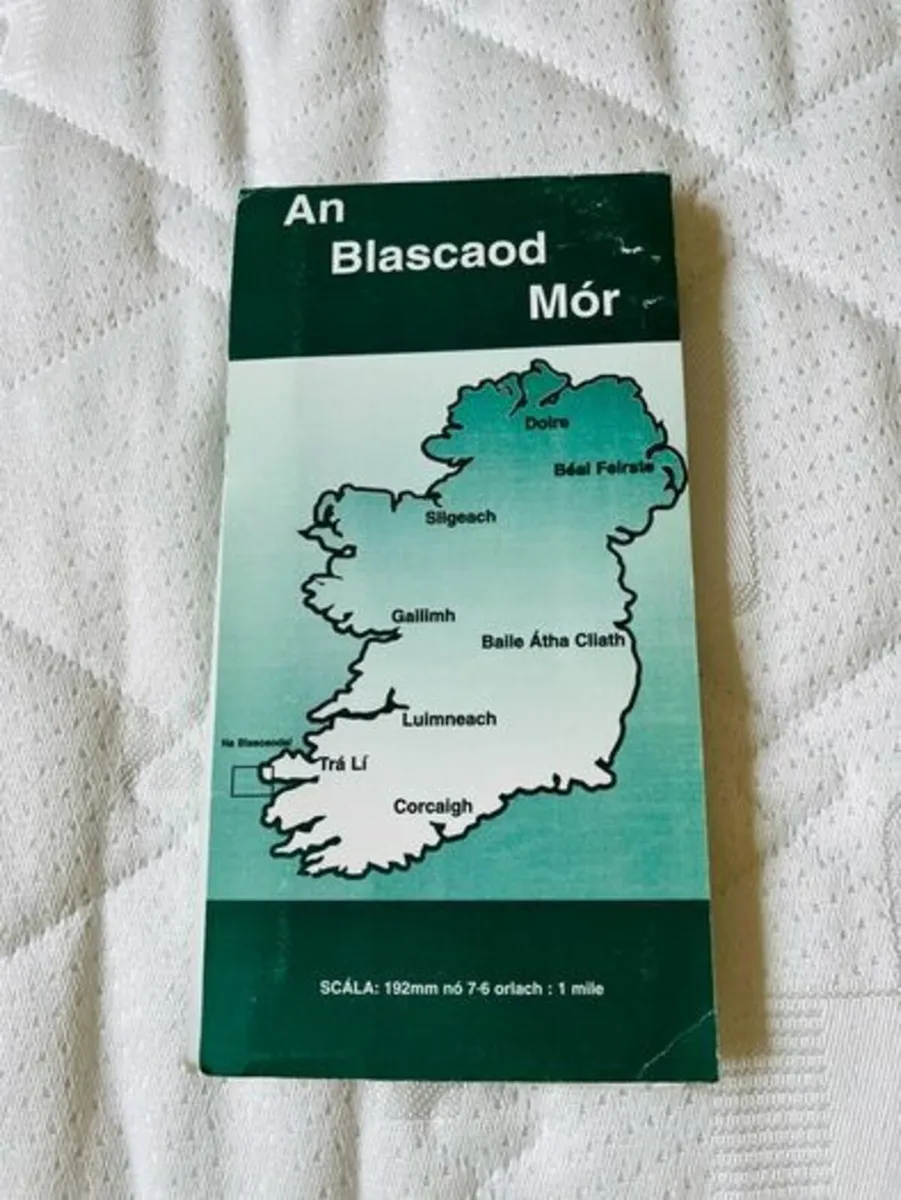 An
Blascaod
Mór
Doire
Béal Feirste
Sligeach
Gaillimh
Baile Átha Cliath
Luimneach
Na Blascaodaí
Trá Lí
Corcaigh
SCÁLA: 192mm nó 7-6 orlach : 1 mile